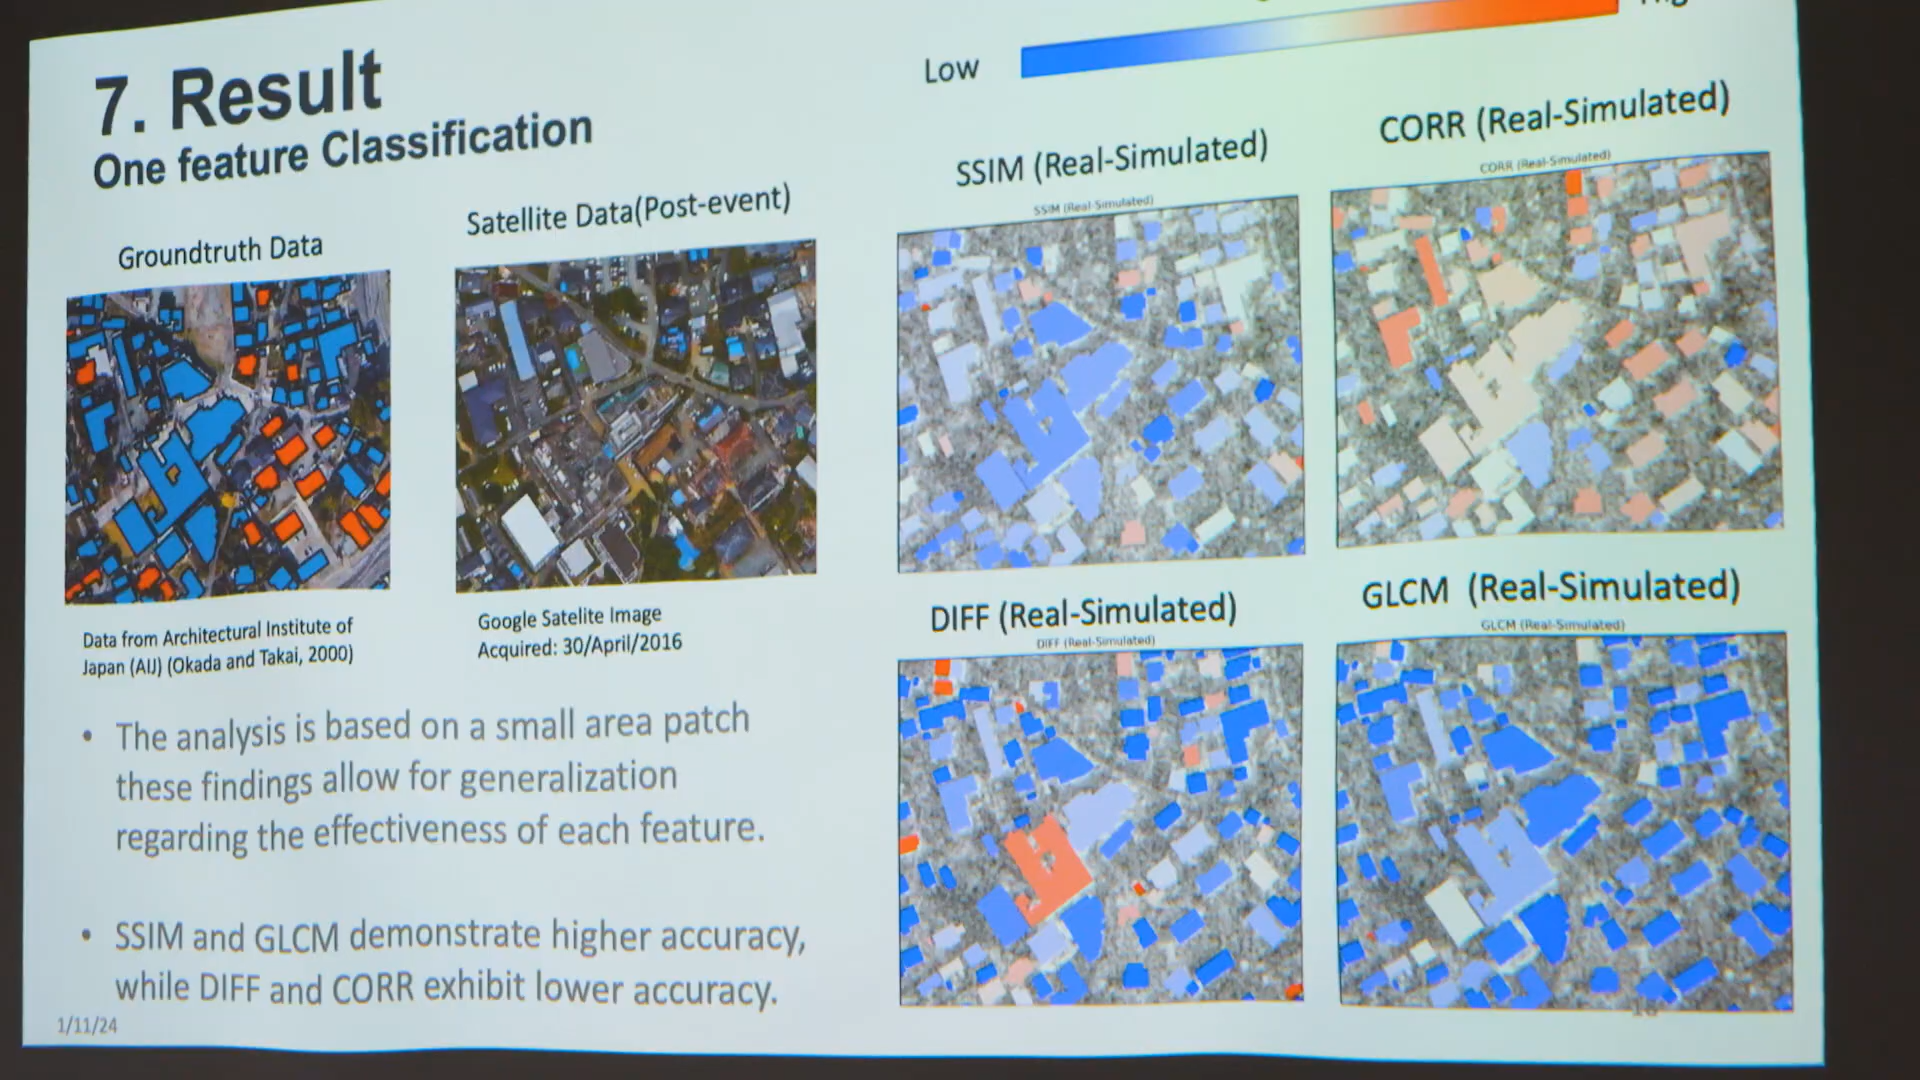 7. Result
One feature Classification
Low
Groundtruth Data
Satellite Data(Post-event)
SSIM (Real-Simulated)
SSIM (Real-Simulated)
CORR (Real-Simulated)
CORR (Real-Simulated)
Data from Architectural Institute of
Japan (AIJ) (Okada and Takai, 2000)
Google Satelite Image
Acquired: 30/April/2016
DIFF (Real-Simulated)
DIFF (Real-Simulated)
GLCM (Real-Simulated)
GLCM (Real-Simulated)
• The analysis is based on a small area patch
these findings allow for generalization
regarding the effectiveness of each feature.
• SSIM and GLCM demonstrate higher accuracy,
while DIFF and CORR exhibit lower accuracy.
1/11/24